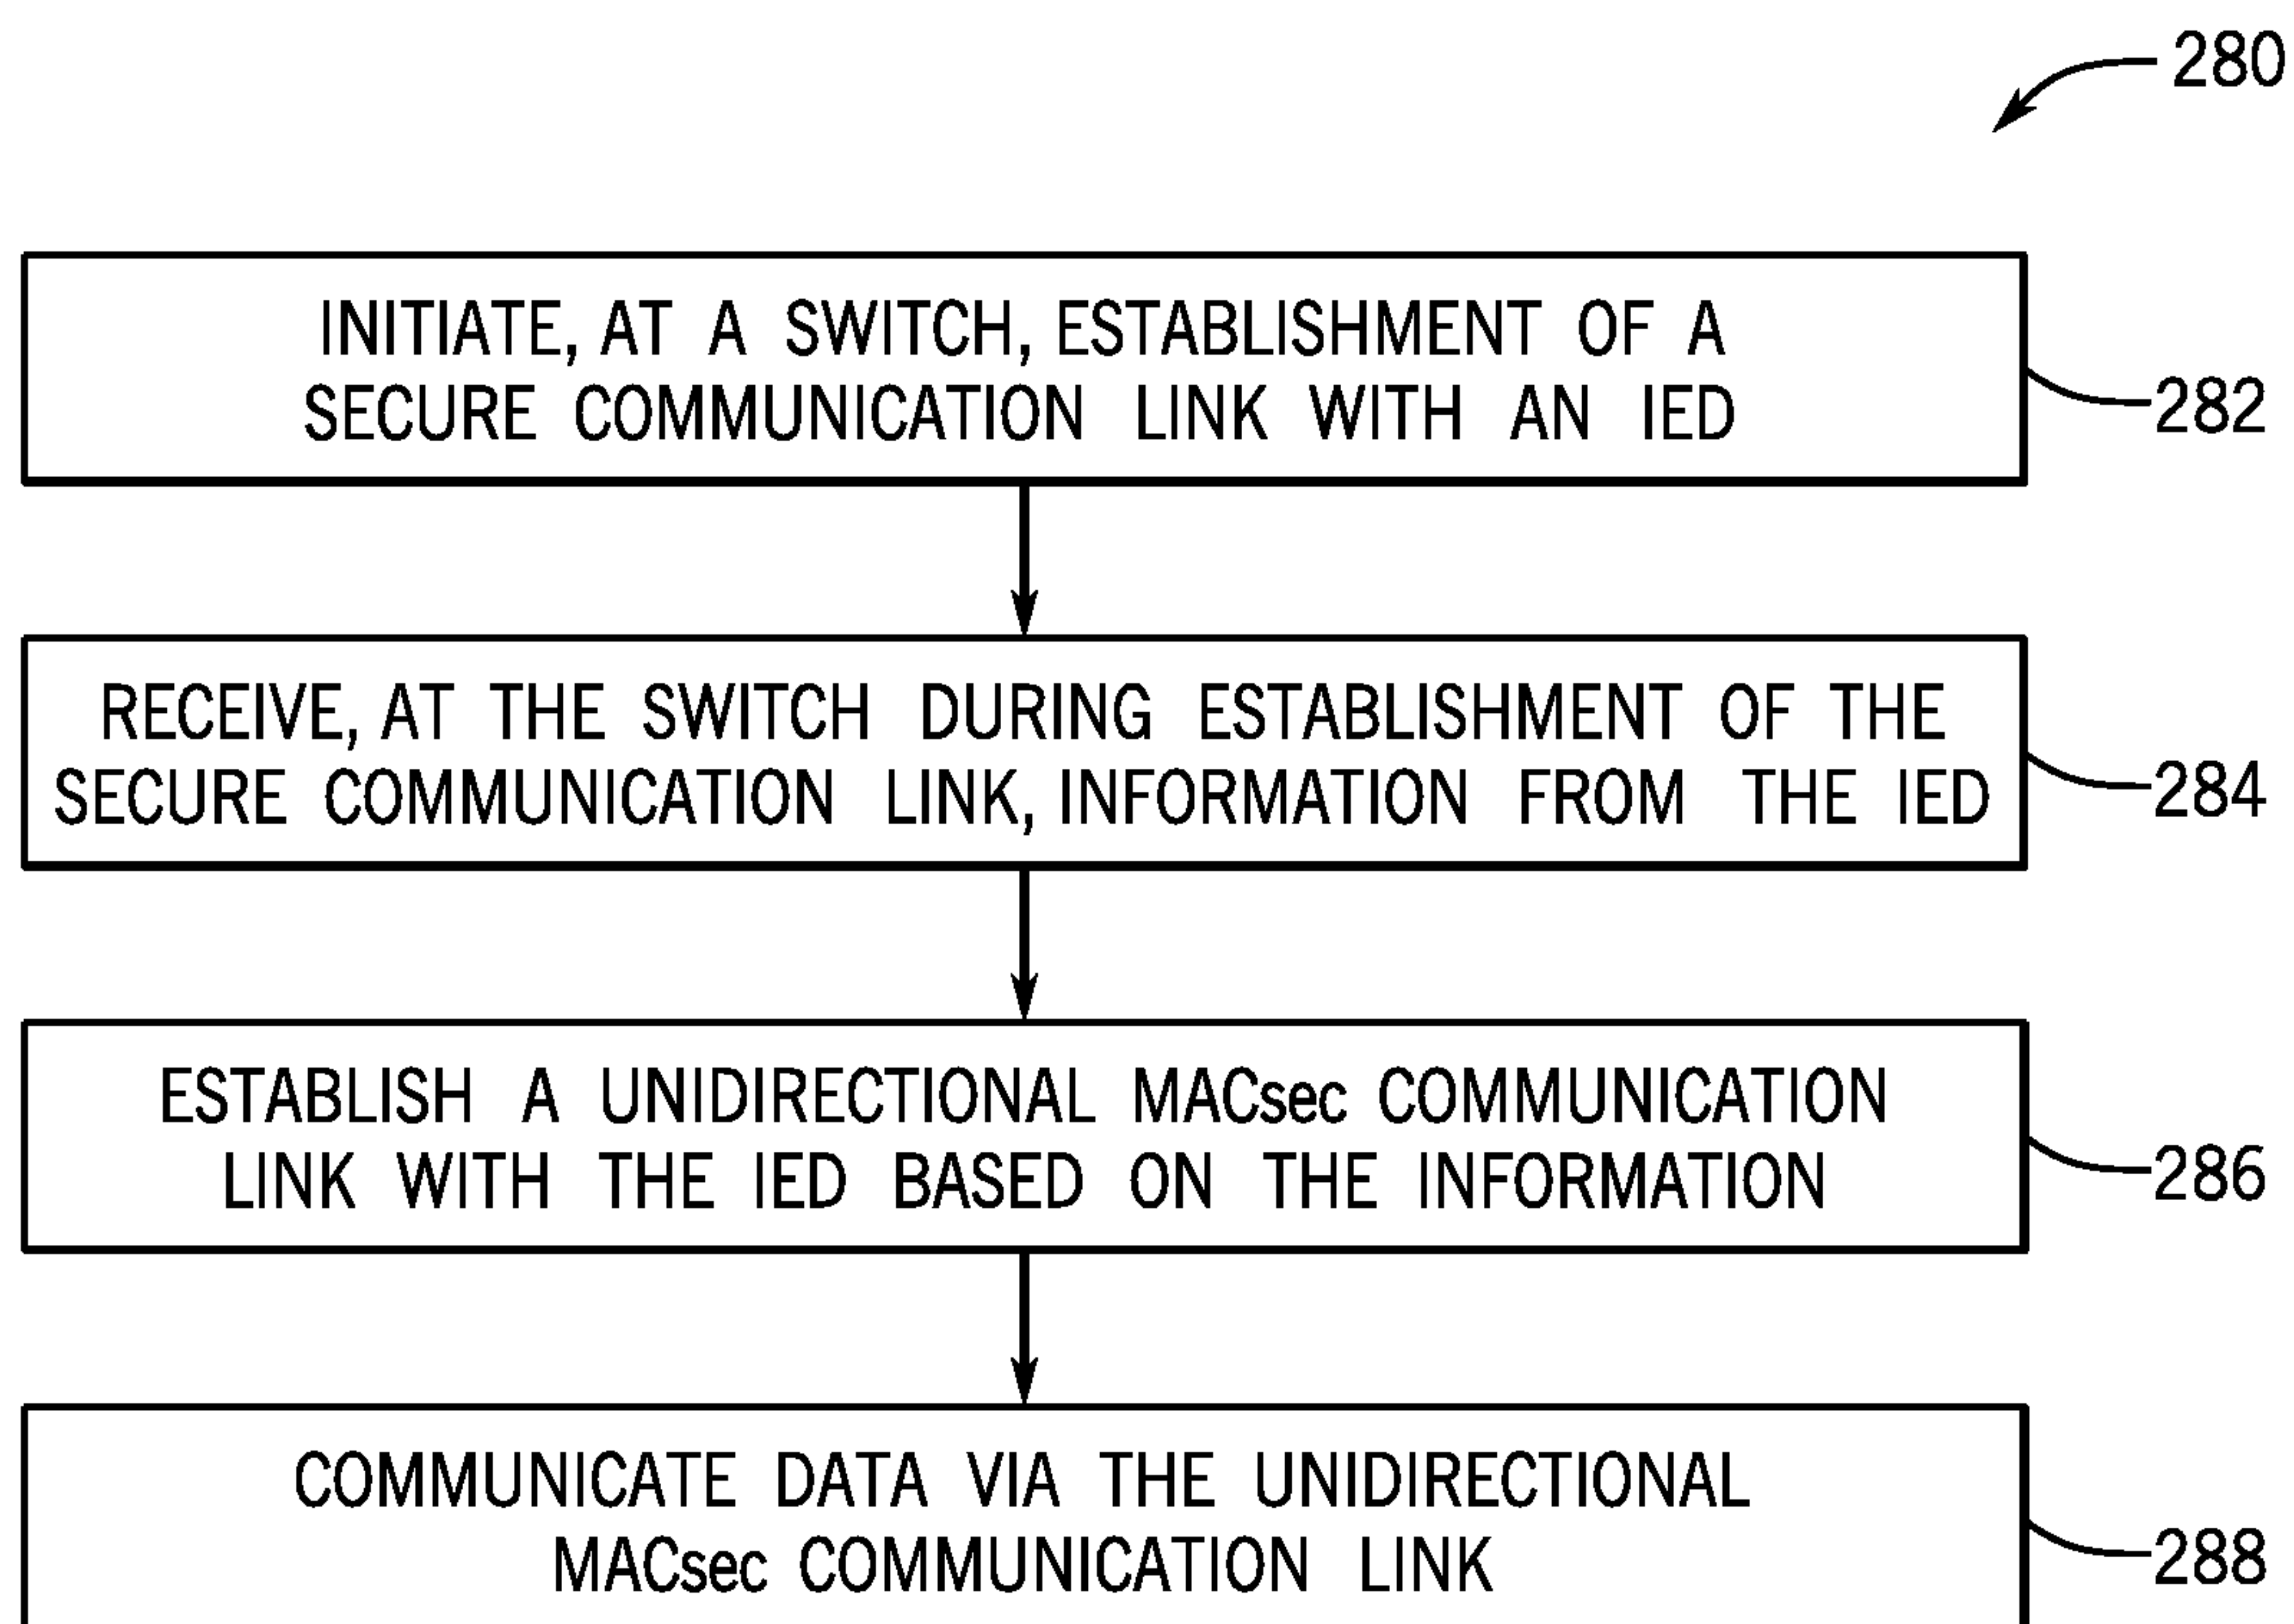 280
INITIATE, AT A SWITCH, ESTABLISHMENT OF A
SECURE COMMUNICATION LINK WITH AN IED
282
RECEIVE, AT THE SWITCH DURING ESTABLISHMENT OF THE
SECURE COMMUNICATION LINK, INFORMATION FROM THE IED
284
ESTABLISH A UNIDIRECTIONAL MACsec COMMUNICATION
LINK WITH THE IED BASED ON THE INFORMATION
286
COMMUNICATE DATA VIA THE UNIDIRECTIONAL
MACsec COMMUNICATION LINK
288